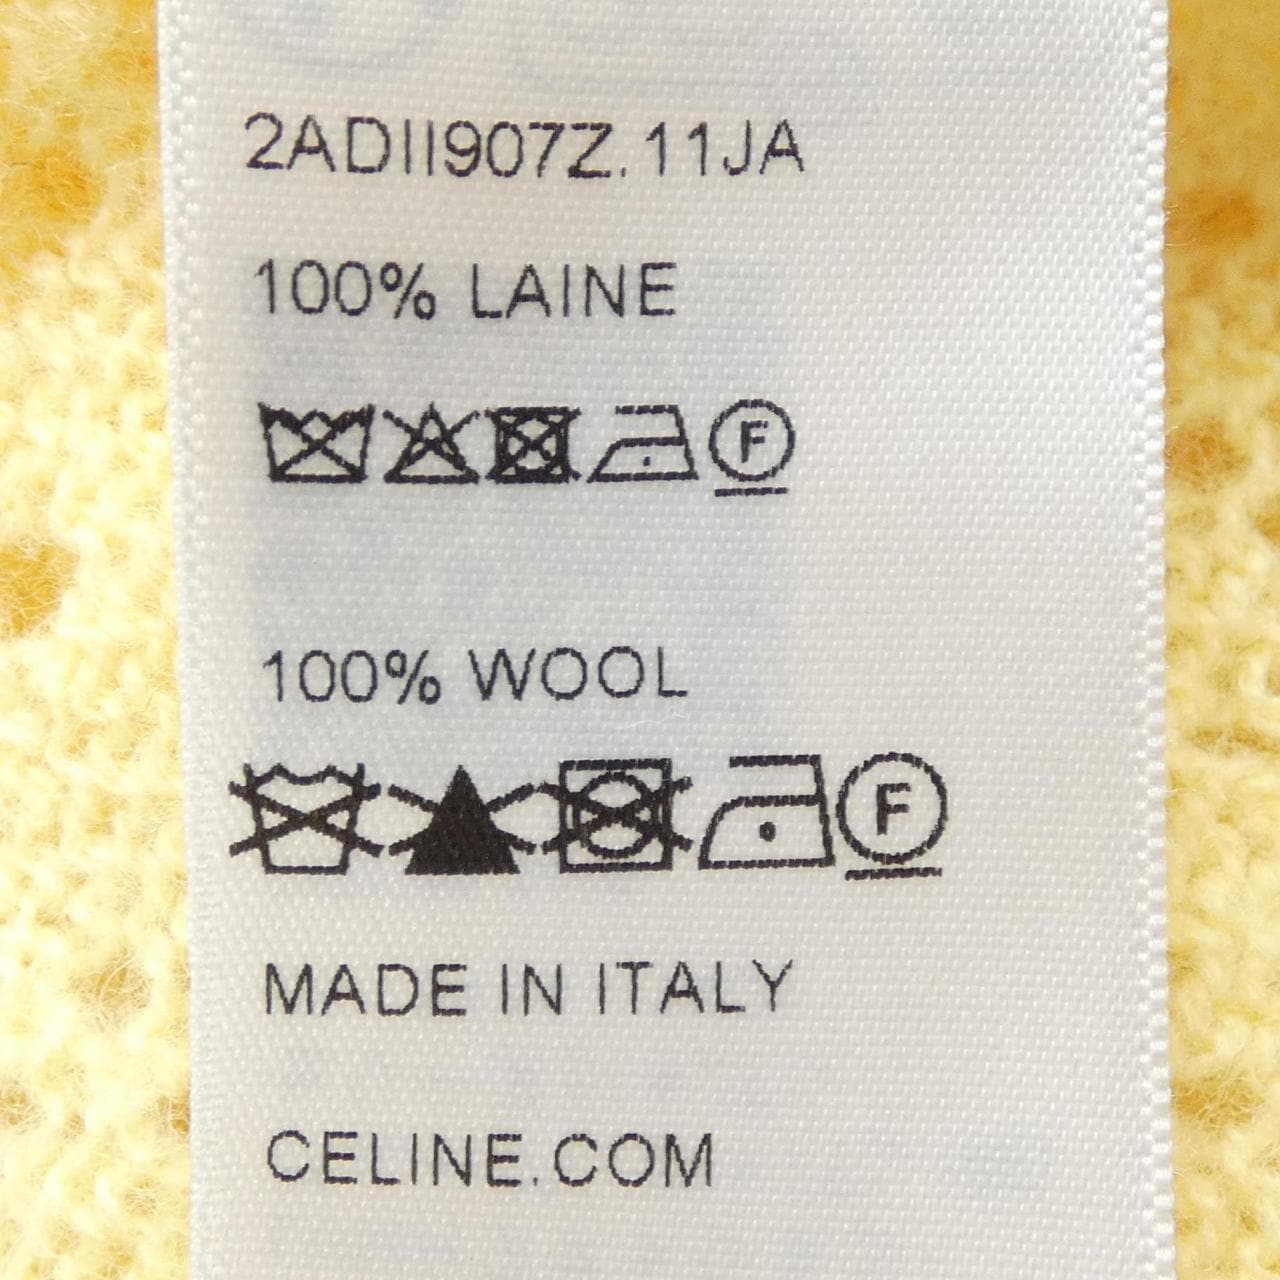 2ADII907Z.11JA
100% LAINE
F
100% WOOL
F
MADE IN ITALY
CELINE.COM